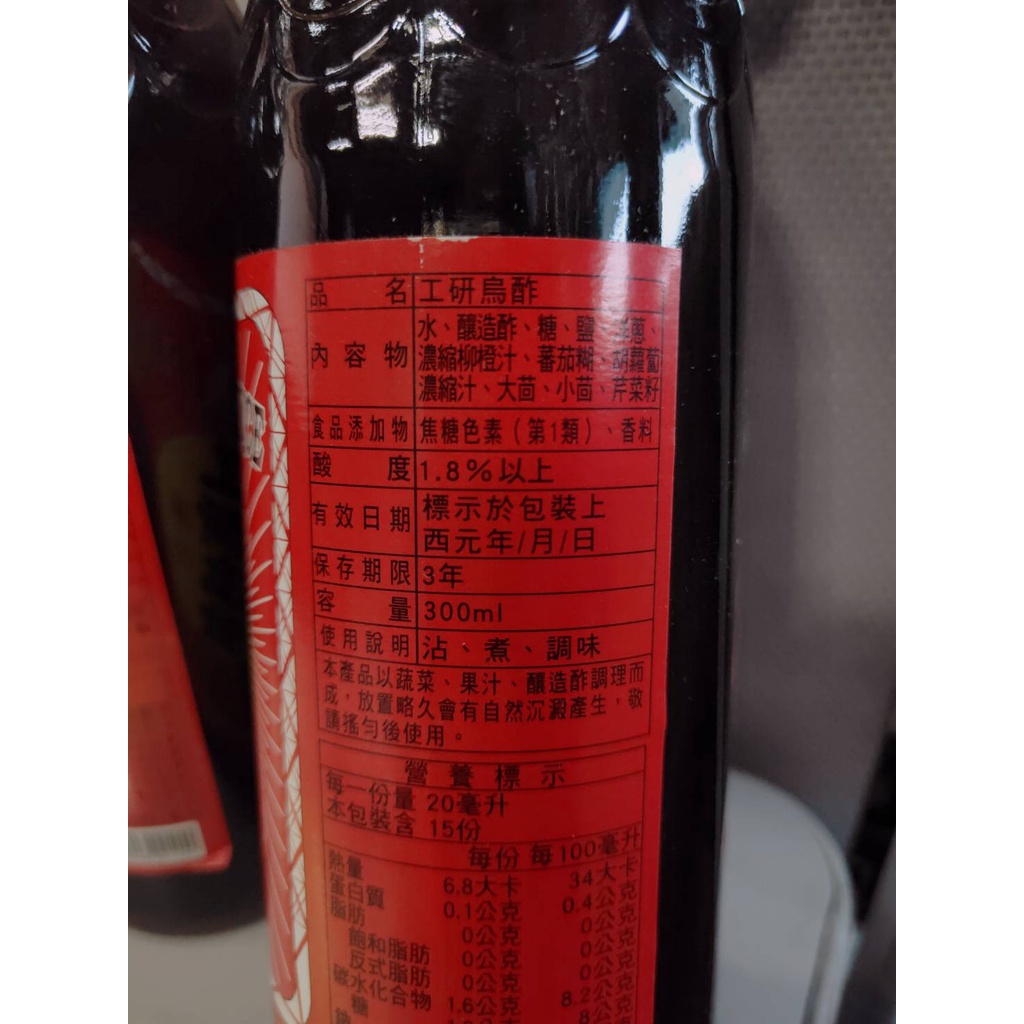 品名 工研烏酢
內容物 水、釀造酢、糖、鹽、洋蔥、
濃縮柳橙汁、蕃茄糊、胡蘿蔔
濃縮汁、大茴、小茴、芹菜籽
食品添加物 焦糖色素（第1類）、香料
酸度 1.8%以上
有效日期 標示於包裝上
西元年/月/日
保存期限 3年
容量 300ml
使用說明 沾、煮、調味
本產品以蔬菜、果汁、釀造酢調理而
成，放置略久會有自然沉澱產生，敬
請搖勻後使用。
營養標示
每一份量 20毫升
本包裝含 15份
每份 每100毫升
熱量 6.8大卡 34大卡
蛋白質 0.1公克 0.4公克
脂肪 0公克 0公克
飽和脂肪 0公克 0公克
反式脂肪 0公克 0公克
碳水化合物 1.6公克 8.2公克
糖 8公克